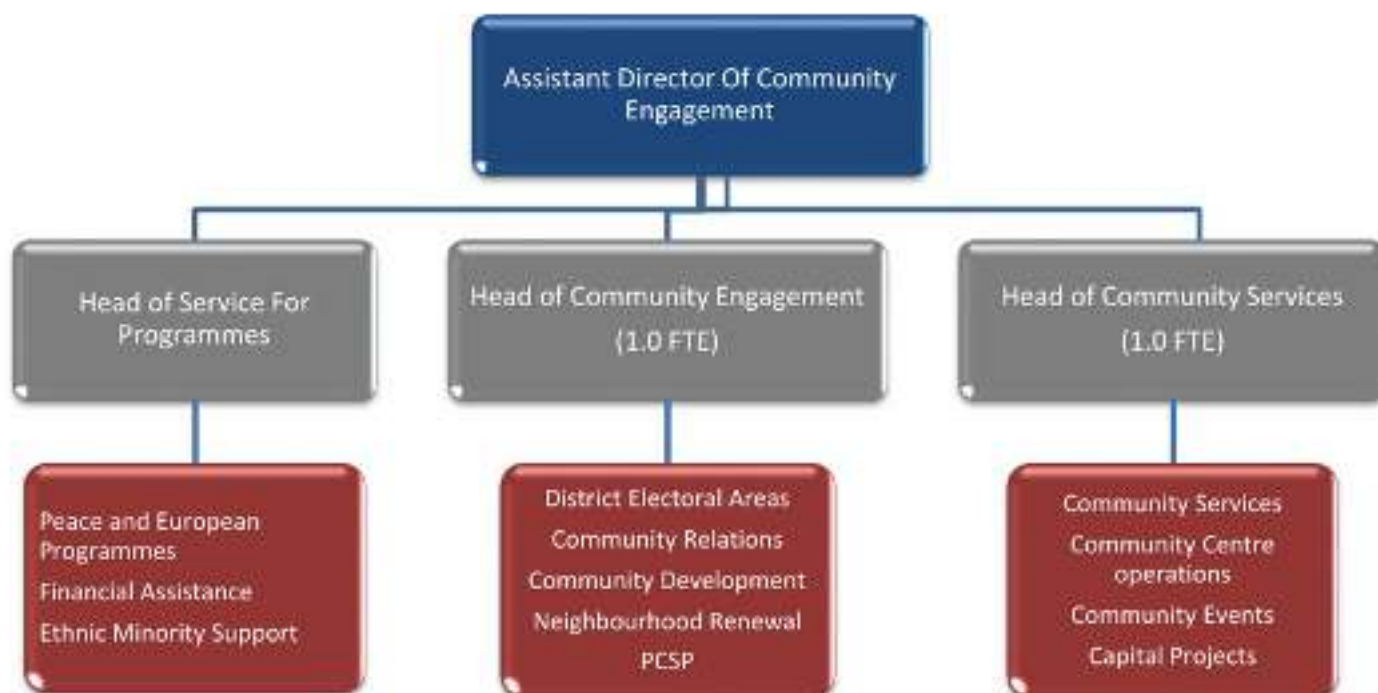 Assistant Director Of Community
Engagement
Head of Service For
Programmes
Head of Community Engagement
(1.0 FTE)
Head of Community Services
(1.0 FTE)
Peace and European
Programmes
Financial Assistance
Ethnic Minority Support
District Electoral Areas
Community Relations
Community Development
Neighbourhood Renewal
PCSP
Community Services
Community Centre
operations
Community Events
Capital Projects